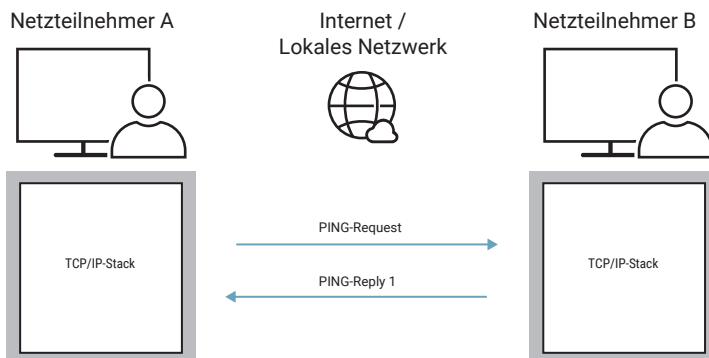 Netzteilnehmer A
Internet /
Lokales Netzwerk
Netzteilnehmer B
PING-Request
TCP/IP-Stack
TCP/IP-Stack
PING-Reply 1